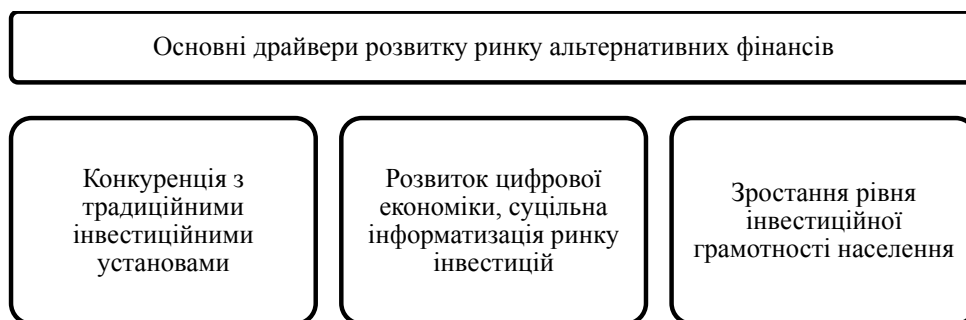 Основні драйвери розвитку ринку альтернативних фінансів
Конкуренція з
традиційними
інвестиційними
установами
Розвиток цифрової
економіки, суцільна
інформатизація ринку
інвестицій
Зростання рівня
інвестиційної
грамотності населення